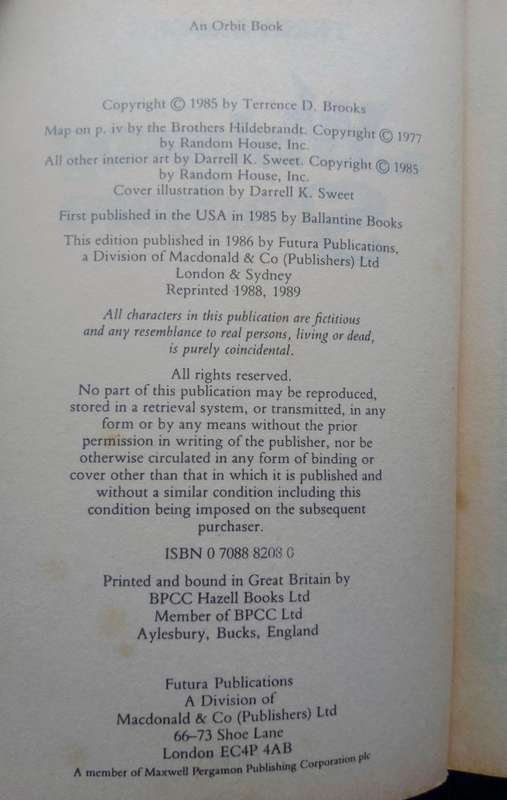 An Orbit Book
Copyright © 1985 by Terrence D. Brooks
Map on p. iv by the Brothers Hildebrandt. Copyright © 1977
by Random House, Inc.
All other interior art by Darrell K. Sweet. Copyright © 1985
by Random House, Inc.
Cover illustration by Darrell K. Sweet
First published in the USA in 1985 by Ballantine Books
This edition published in 1986 by Futura Publications,
a Division of Macdonald & Co (Publishers) Ltd
London & Sydney
Reprinted 1988, 1989
All characters in this publication are fictitious
and any resemblance to real persons, living or dead,
is purely coincidental.
All rights reserved.
No part of this publication may be reproduced,
stored in a retrieval system, or transmitted, in any
form or by any means without the prior
permission in writing of the publisher, nor be
otherwise circulated in any form of binding or
cover other than that in which it is published and
without a similar condition including this
condition being imposed on the subsequent
purchaser.
ISBN 0 7088 8208 0
Printed and bound in Great Britain by
BPCC Hazell Books Ltd
Member of BPCC Ltd
Aylesbury, Bucks, England
Futura Publications
A Division of
Macdonald & Co (Publishers) Ltd
66–73 Shoe Lane
London EC4P 4AB
A member of Maxwell Pergamon Publishing Corporation plc